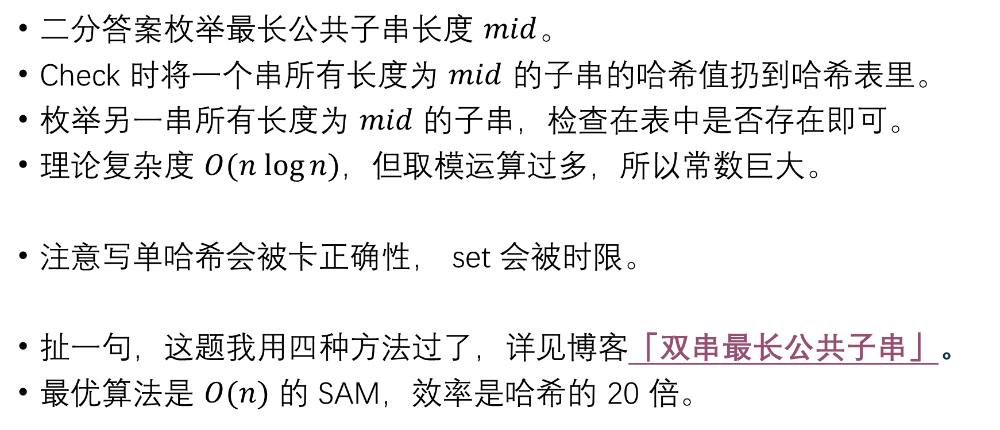 • 二分答案枚举最长公共子串长度 mid。
• Check 时将一个串所有长度为 mid 的子串的哈希值扔到哈希表里。
• 枚举另一串所有长度为 mid 的子串，检查在表中是否存在即可。
• 理论复杂度 O(n log n)，但取模运算过多，所以常数巨大。
• 注意写单哈希会被卡正确性， set 会被时限。
• 扯一句，这题我用四种方法过了，详见博客「双串最长公共子串」。
• 最优算法是 O(n) 的 SAM，效率是哈希的 20 倍。